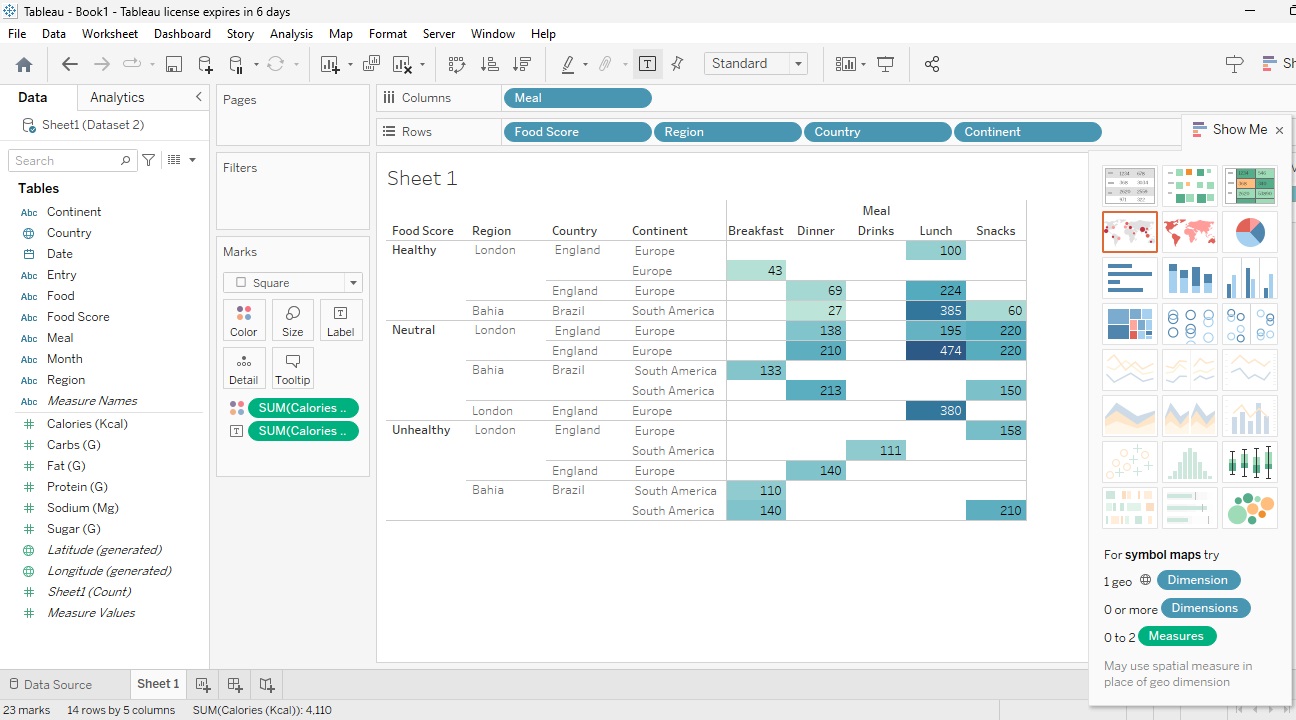 Tableau - Book1 - Tableau license expires in 6 days
File Data Worksheet Dashboard Story Analysis Map Format Server Window Help
Standard
Sh
Data Analytics
Sheet1 (Dataset 2)
Search
Tables
Abc Continent
Country
Date
Abc Entry
Abc Food
Abc Food Score
Abc Meal
Abc Month
Abc Region
Abc Measure Names
# Calories (Kcal)
# Carbs (G)
# Fat (G)
# Protein (G)
# Sodium (Mg)
# Sugar (G)
Latitude (generated)
Longitude (generated)
# Sheet1 (Count)
# Measure Values
Pages
Filters
Marks
Square
Color Size Label
Detail Tooltip
SUM(Calories ..
SUM(Calories ..
Columns Meal
Rows Food Score Region Country Continent
Sheet 1
Meal
Food Score Region Country Continent Breakfast Dinner Drinks Lunch Snacks
Healthy London England Europe 100
Europe 43
England Europe 69 224
Bahia Brazil South America 27 385 60
Neutral London England Europe 138 195 220
England Europe 210 474 220
Bahia Brazil South America 133
South America 213 150
London England Europe 380
Unhealthy London England Europe 158
South America 111
England Europe 140
Bahia Brazil South America 110
South America 140 210
Show Me
For symbol maps try
1 geo Dimension
0 or more Dimensions
0 to 2 Measures
May use spatial measure in
place of geo dimension
Data Source Sheet 1
23 marks 14 rows by 5 columns SUM(Calories (Kcal)): 4,110